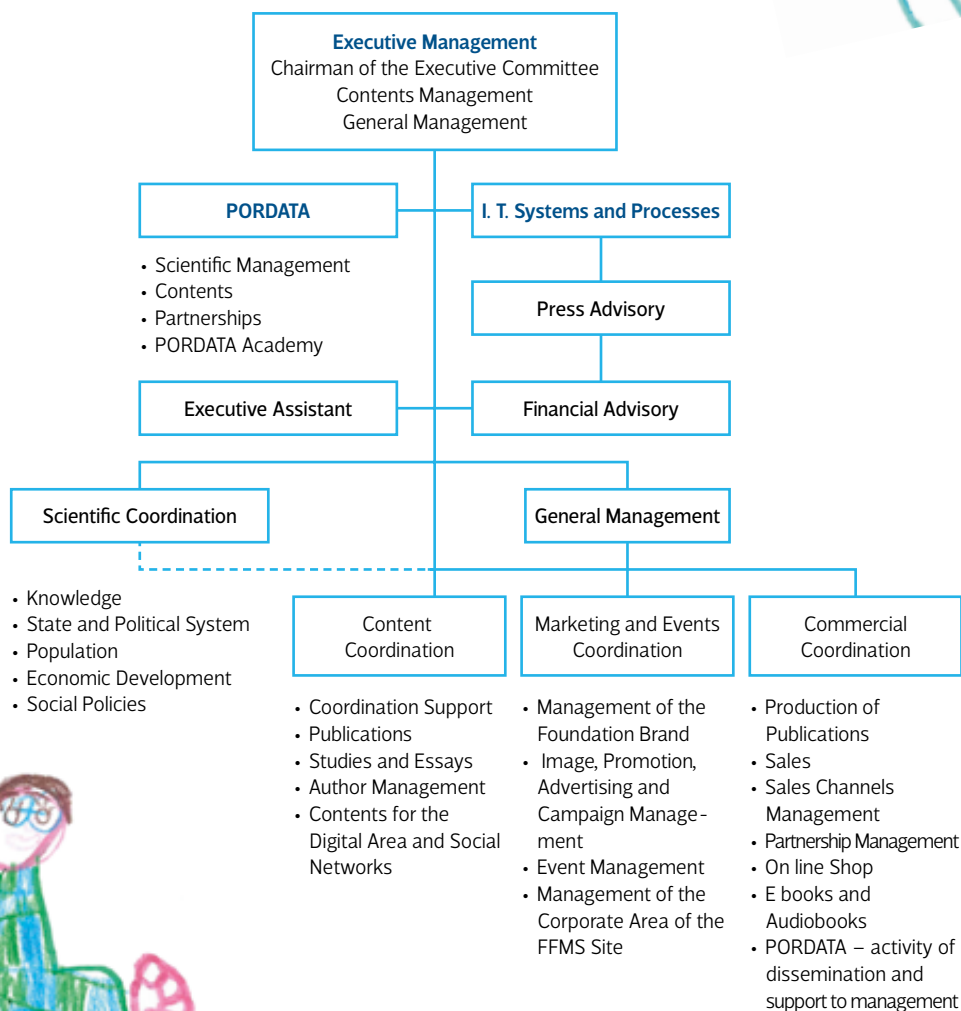 Executive Management
Chairman of the Executive Committee
Contents Management
General Management
PORDATA
I. T. Systems and Processes
• Scientific Management
• Contents
• Partnerships
• PORDATA Academy
Press Advisory
Executive Assistant
Financial Advisory
Scientific Coordination
General Management
• Knowledge
• State and Political System
• Population
• Economic Development
• Social Policies
Content
Coordination
• Coordination Support
• Publications
• Studies and Essays
• Author Management
• Contents for the
Digital Area and Social
Networks
Marketing and Events
Coordination
• Management of the
Foundation Brand
• Image, Promotion,
Advertising and
Campaign Manage-
ment
• Event Management
• Management of the
Corporate Area of the
FFMS Site
Commercial
Coordination
• Production of
Publications
• Sales
• Sales Channels
Management
• Partnership Management
• On line Shop
• E books and
Audiobooks
• PORDATA – activity of
dissemination and
support to management